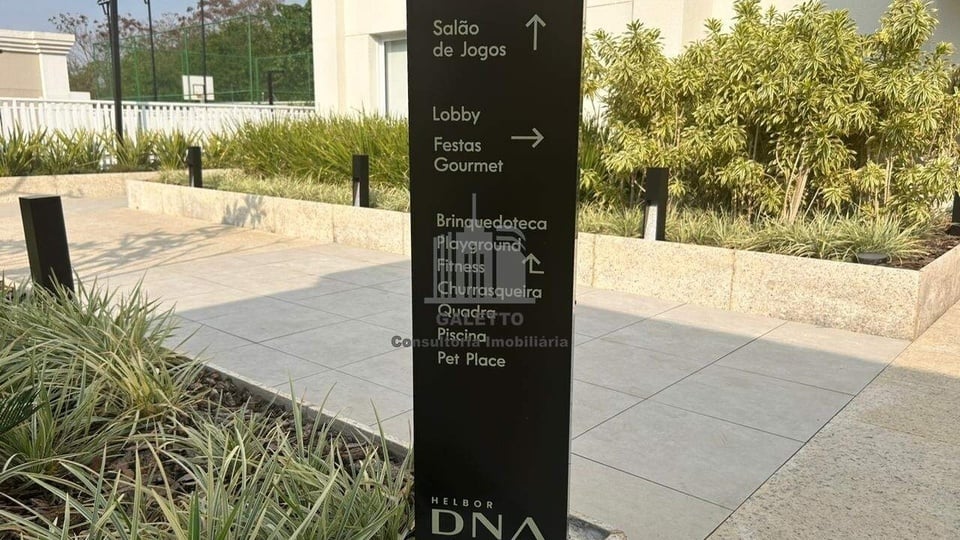 Salão
de Jogos
Lobby
Festas
Gourmet
Brinquedoteca
Playground
Fitness
Churrasqueira
Quadra
Piscina
Pet Place
GALETTO
Consultoria Imobiliária
HELBOR
DNA